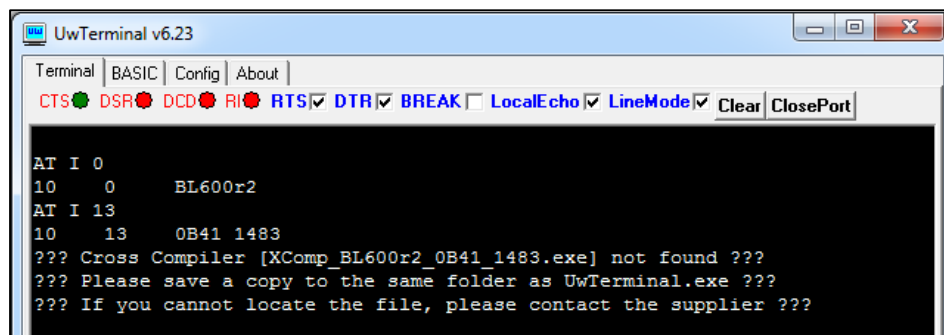 UwTerminal v6.23
Terminal BASIC Config About
CTS DSR DCD RI RTS DTR BREAK LocalEcho LineMode Clear ClosePort
AT I 0
10 0 BL600r2
AT I 13
10 13 0B41 1483
??? Cross Compiler [XComp_BL600r2_0B41_1483.exe] not found ???
??? Please save a copy to the same folder as UwTerminal.exe ???
??? If you cannot locate the file, please contact the supplier ???